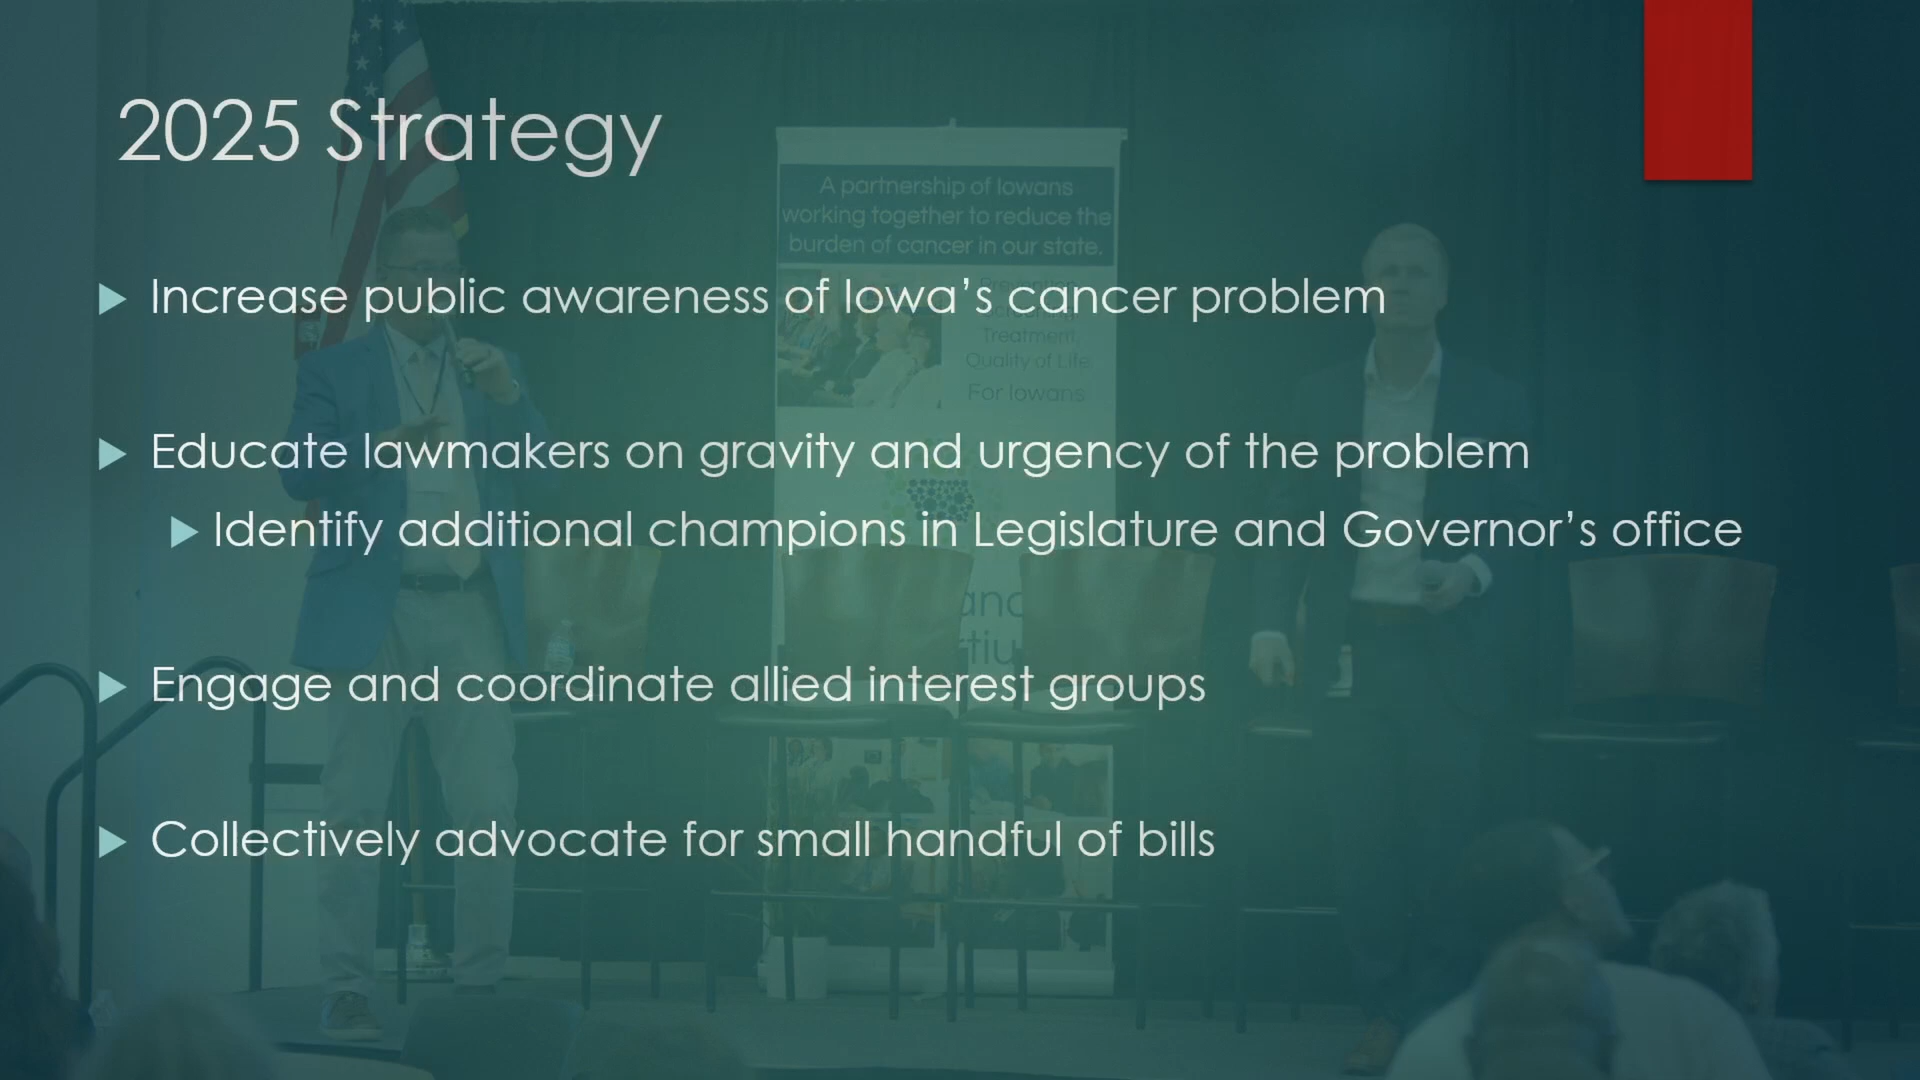 2025 Strategy
A partnership of Iowans
working together to reduce the
burden of cancer in our state.
Increase public awareness of Iowa’s cancer problem
Treatment,
Quality of Life
For Iowans
Educate lawmakers on gravity and urgency of the problem
Identify additional champions in Legislature and Governor’s office
Engage and coordinate allied interest groups
Collectively advocate for small handful of bills